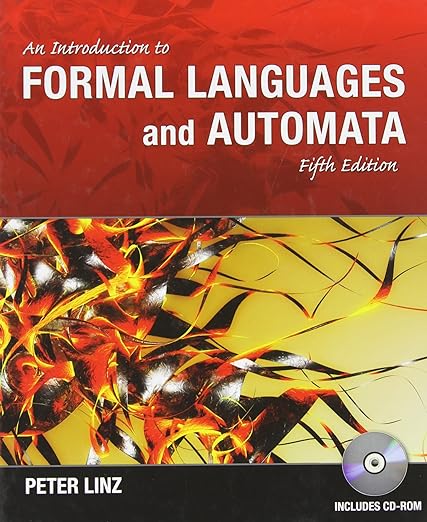 An Introduction to
FORMAL LANGUAGES
and AUTOMATA
Fifth Edition
PETER LINZ
INCLUDES CD-ROM